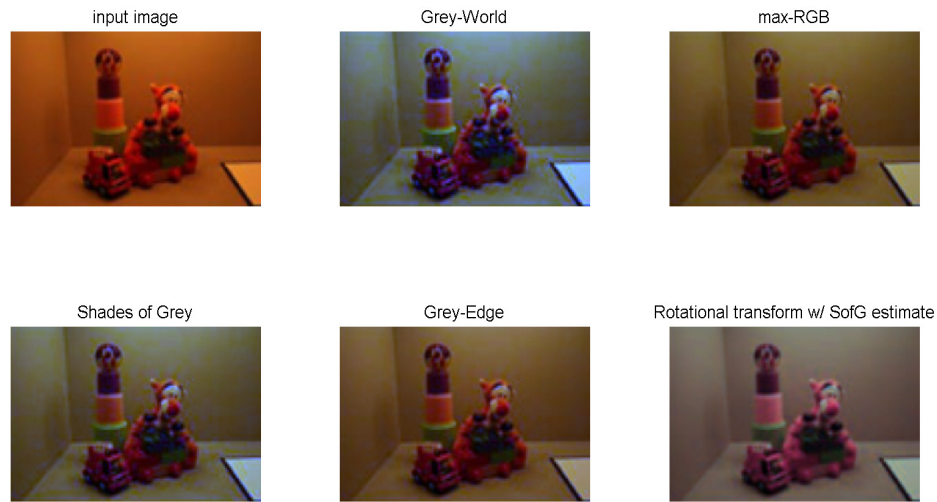 input image
Grey-World
max-RGB
Shades of Grey
Grey-Edge
Rotational transform w/ SofG estimate